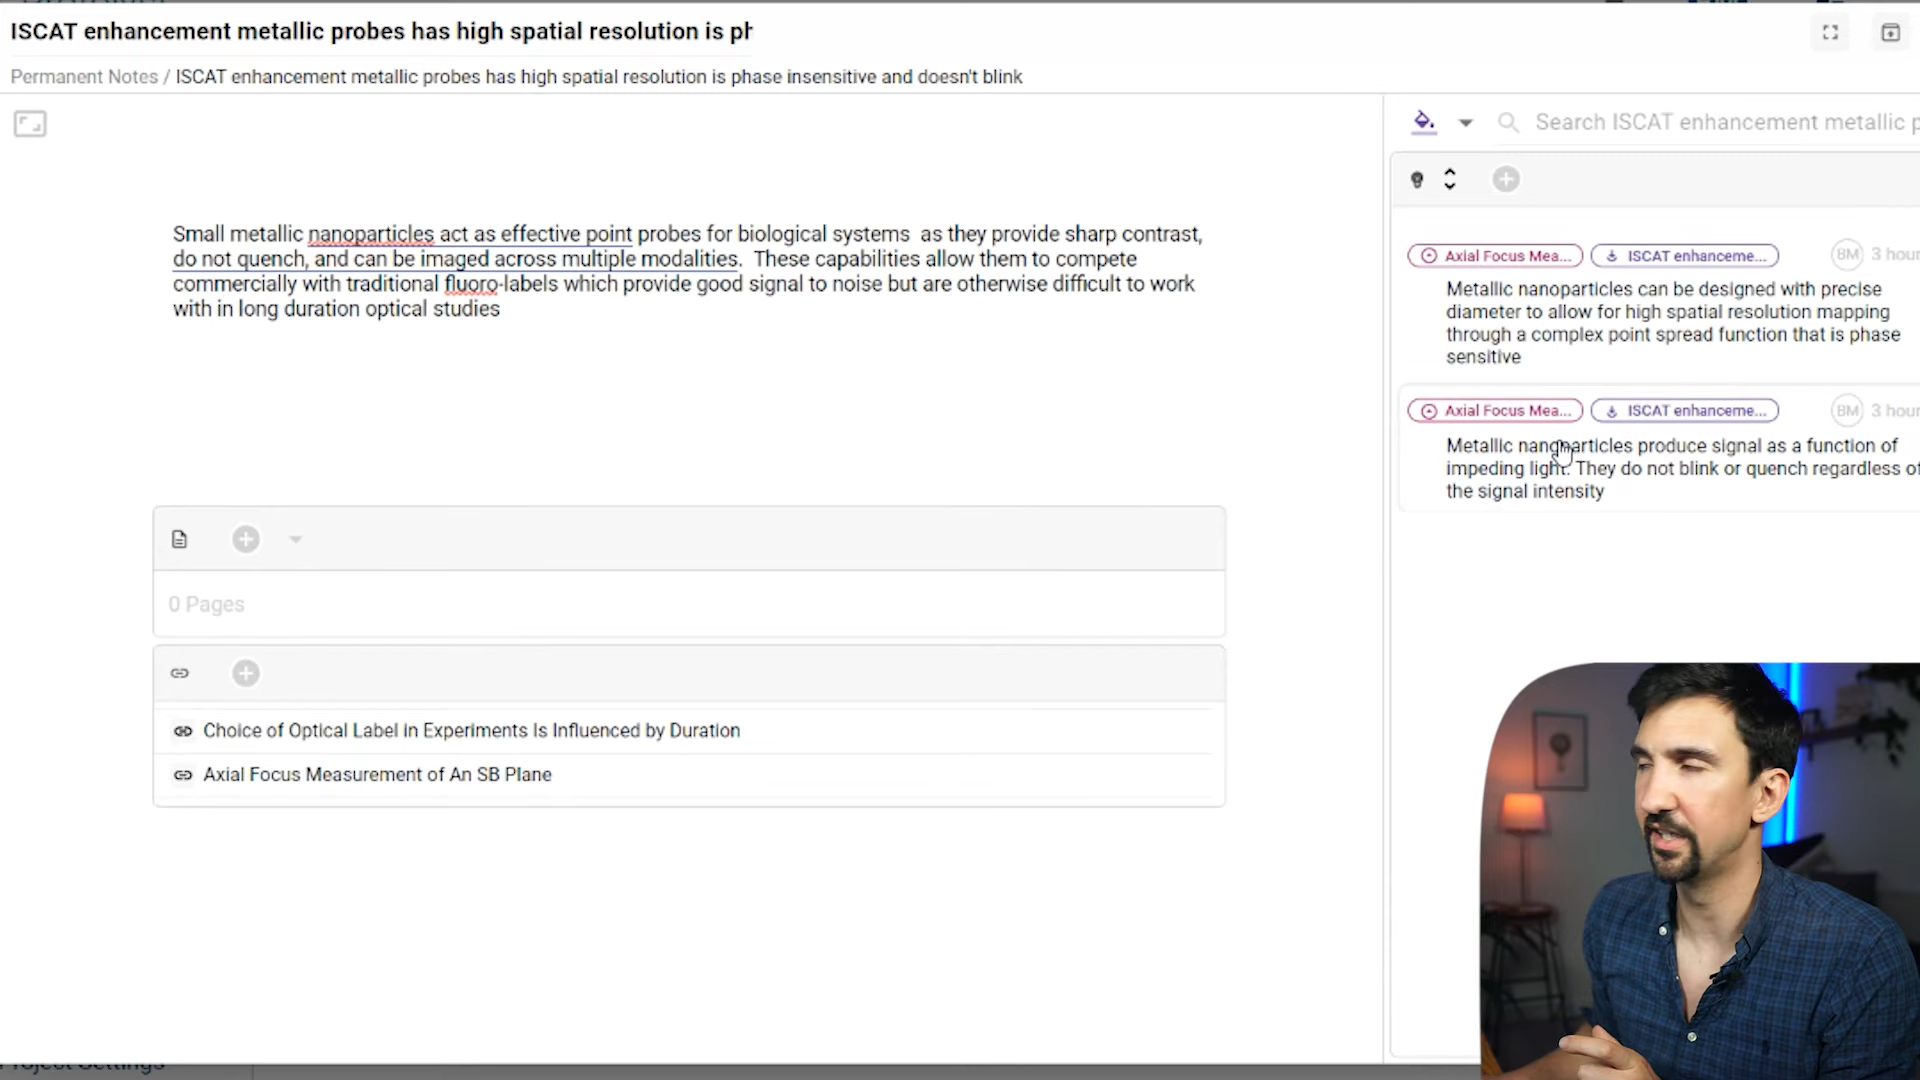 ISCAT enhancement metallic probes has high spatial resolution is ph
Permanent Notes / ISCAT enhancement metallic probes has high spatial resolution is phase insensitive and doesn't blink
Search ISCAT enhancement metallic p
Small metallic nanoparticles act as effective point probes for biological systems as they provide sharp contrast,
do not quench, and can be imaged across multiple modalities. These capabilities allow them to compete
commercially with traditional fluoro-labels which provide good signal to noise but are otherwise difficult to work
with in long duration optical studies
Axial Focus Mea... ISCAT enhanceme... BM 3 hour
Metallic nanoparticles can be designed with precise
diameter to allow for high spatial resolution mapping
through a complex point spread function that is phase
sensitive
Axial Focus Mea... ISCAT enhanceme... BM 3 hour
Metallic nanoparticles produce signal as a function of
impeding light. They do not blink or quench regardless of
the signal intensity
0 Pages
Choice of Optical Label in Experiments Is Influenced by Duration
Axial Focus Measurement of An SB Plane
roject Settings